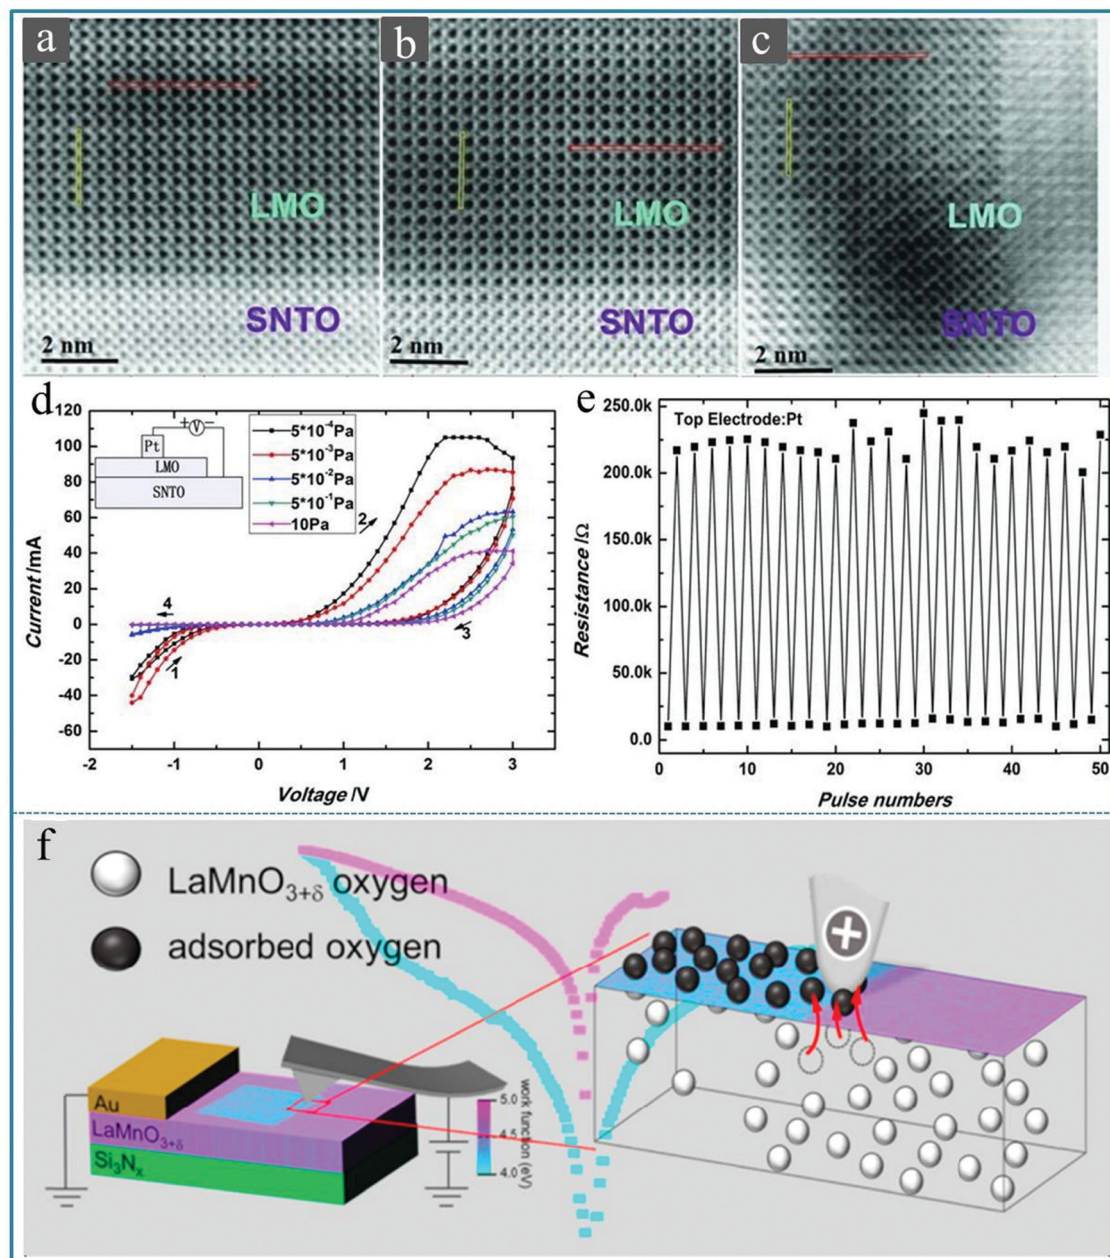 a
b
c
LMO
LMO
LMO
SNTO
SNTO
SNTO
2 nm
2 nm
2 nm
d
e
120
100
80
60
40
20
0
-20
-40
-60
-2
-1
0
1
2
3
Current /mA
Voltage /V
+V−
Pt
LMO
SNTO
5*10⁻⁴Pa
5*10⁻³Pa
5*10⁻²Pa
5*10⁻¹Pa
10Pa
2
4
1
3
Top Electrode:Pt
250.0k
200.0k
150.0k
100.0k
50.0k
0.0
0
10
20
30
40
50
Resistance /Ω
Pulse numbers
f
LaMnO₃₊δ oxygen
adsorbed oxygen
+
Au
LaMnO₃₊δ
Si₃Nₓ
5.0
4.5
4.0
work function (eV)